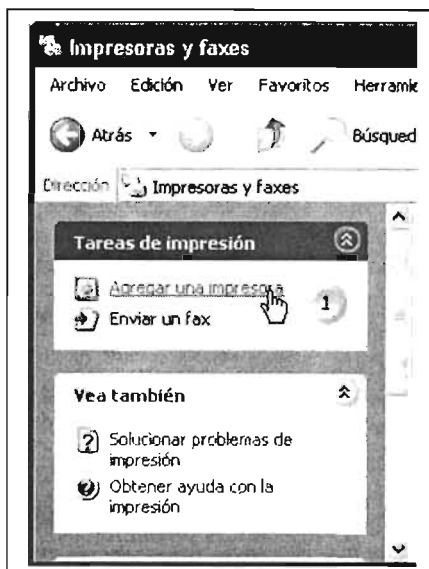 Impresoras y faxes
Archivo Edición Ver Favoritos Herramie
Atrás Búsqued
Dirección Impresoras y faxes
Tareas de impresión
Agregar una impresora
1
Enviar un fax
Vea también
Solucionar problemas de
impresión
Obtener ayuda con la
impresión